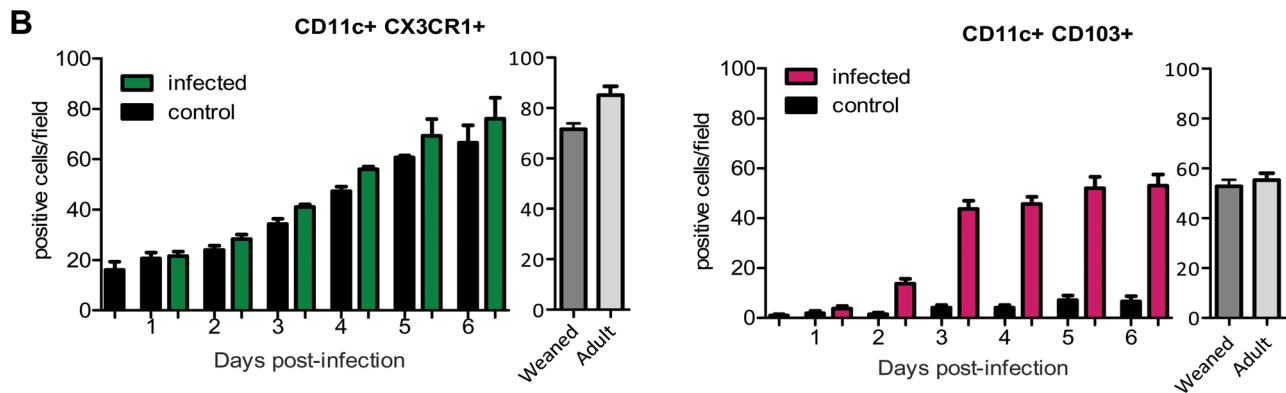 B
CD11c+ CX3CR1+
positive cells/field
100
80
60
40
20
0
infected
control
1 2 3 4 5 6
Days post-infection
100
80
60
40
20
0
Weaned
Adult
CD11c+ CD103+
positive cells/field
100
80
60
40
20
0
infected
control
1 2 3 4 5 6
Days post-infection
100
80
60
40
20
0
Weaned
Adult